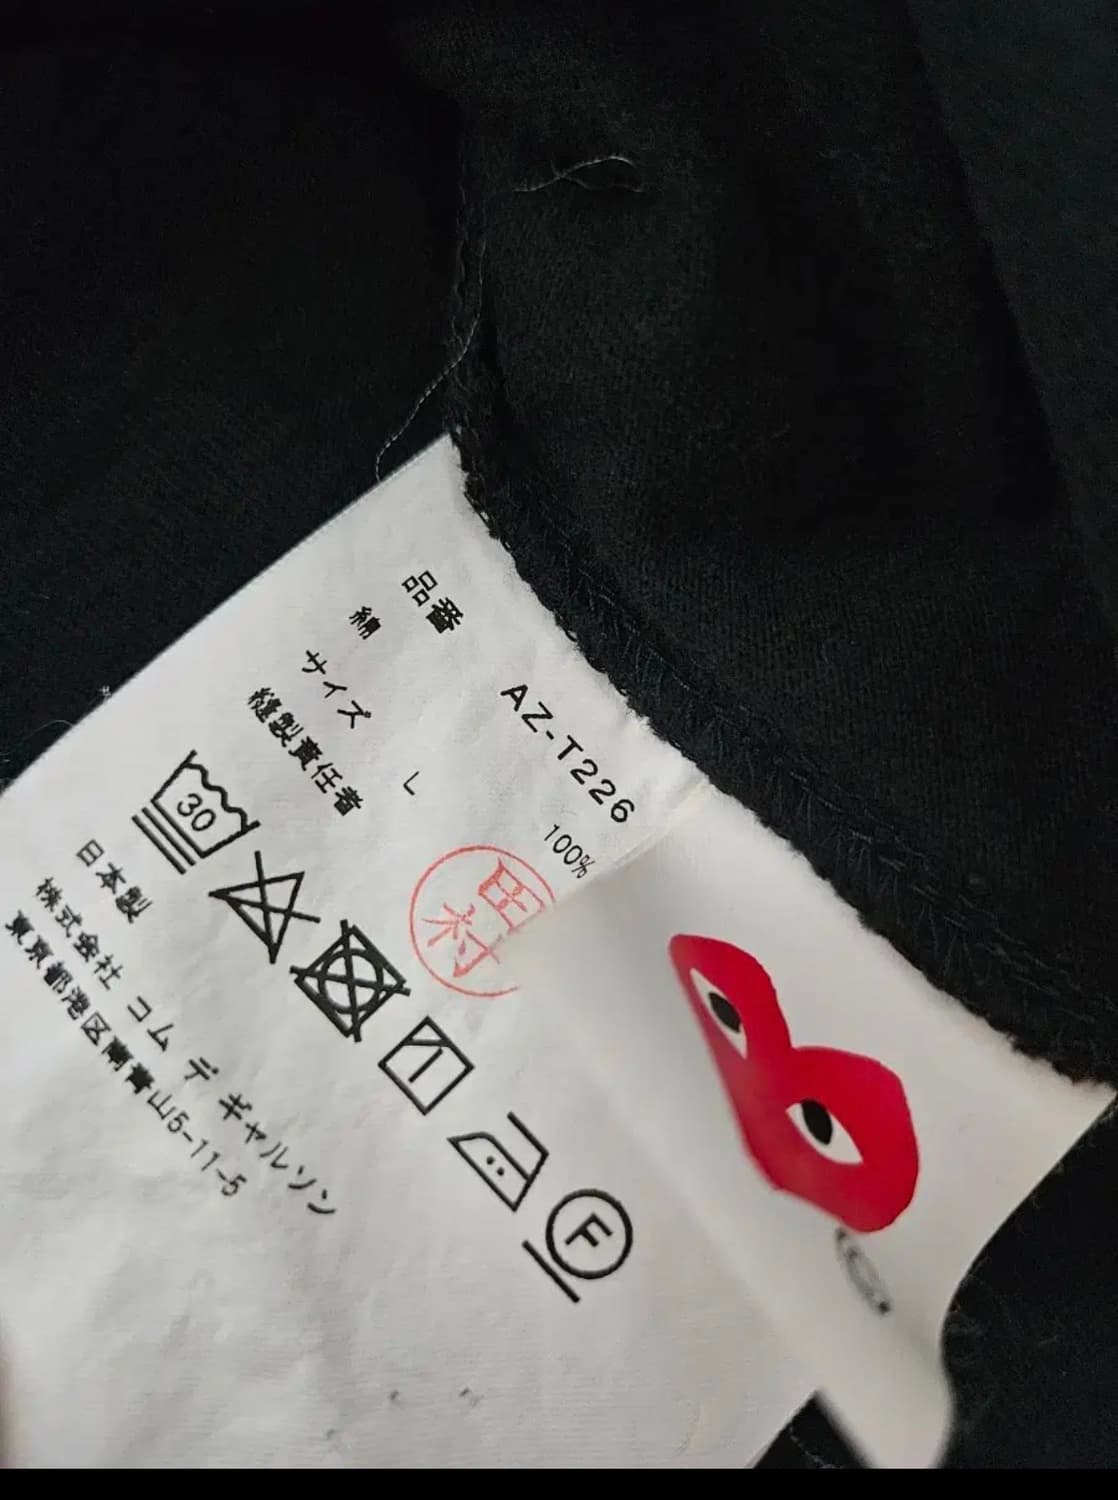 品番 AZ-T226
綿 100%
サイズ L
縫製責任者 田村
30
F
日本製
株式会社 コム デ ギャルソン
東京都港区南青山5-11-5